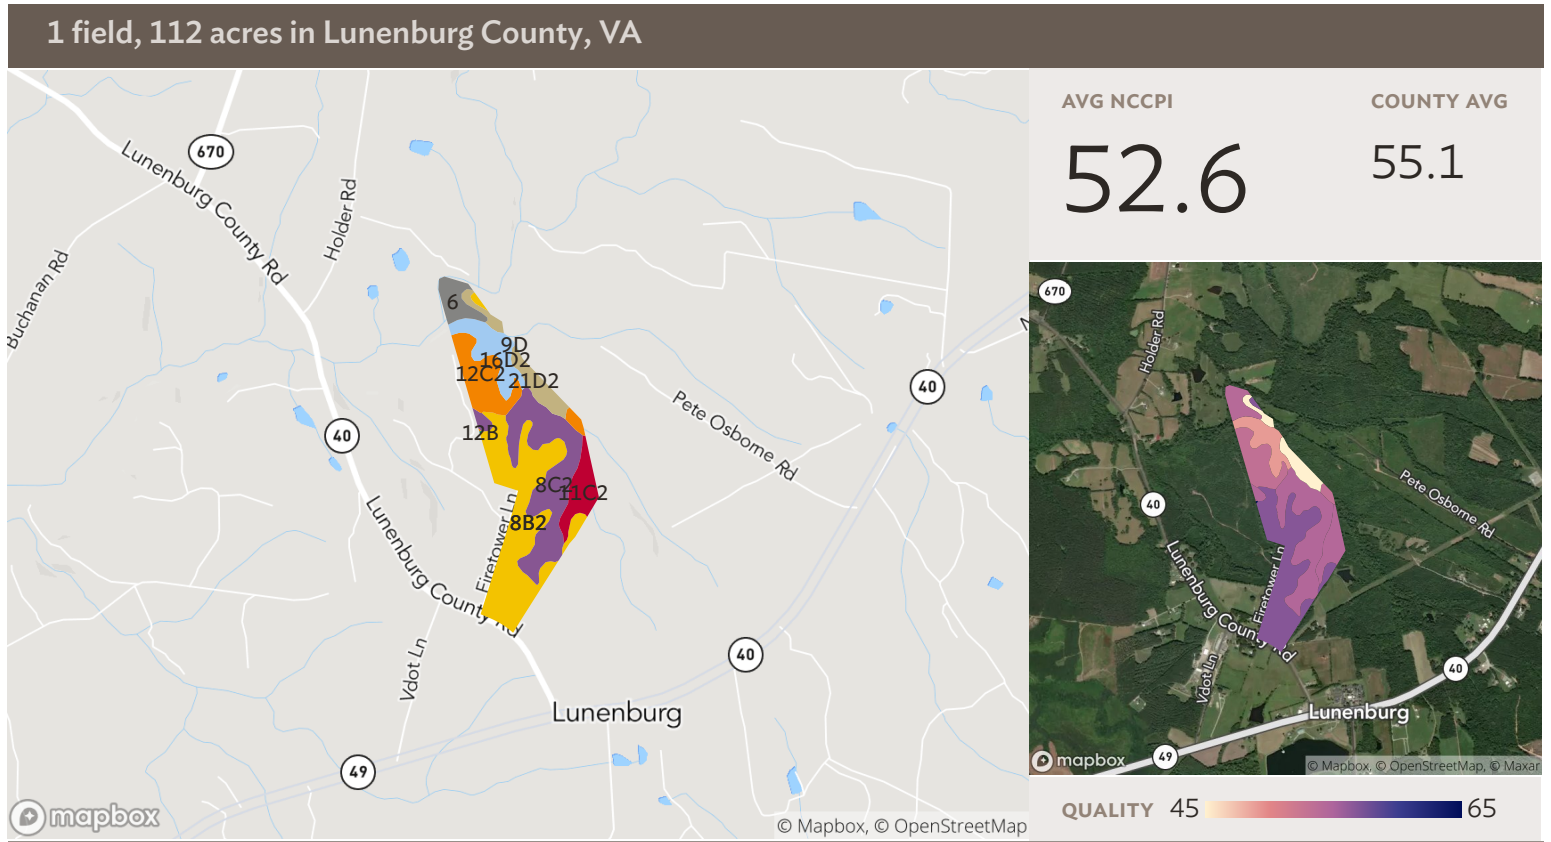 1 field, 112 acres in Lunenburg County, VA
670
Lunenburg County Rd
Holder Rd
Buchanan Rd
6
9D
16D2
12C2
21D2
12B
8C2
11C2
8B2
40
40
Pete Osborne Rd
Firetower Ln
Lunenburg County Rd
Vdot Ln
40
Lunenburg
49
mapbox
© Mapbox, © OpenStreetMap
AVG NCCPI
COUNTY AVG
52.6
55.1
670
Holder Rd
Pete Osborne Rd
40
Lunenburg County Rd
Firetower Ln
Vdot Ln
40
Lunenburg
49
mapbox
© Mapbox, © OpenStreetMap, © Maxar
QUALITY 45 65